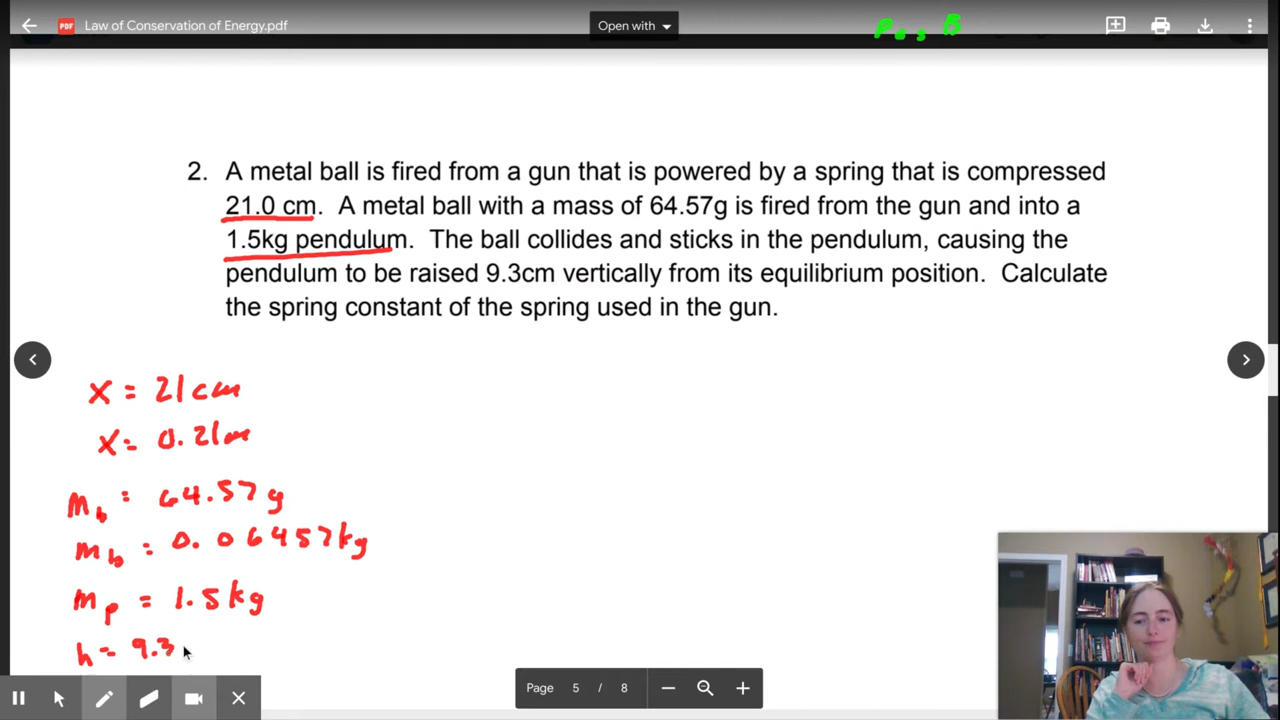 Law of Conservation of Energy.pdf
Open with
2. A metal ball is fired from a gun that is powered by a spring that is compressed
21.0 cm. A metal ball with a mass of 64.57g is fired from the gun and into a
1.5kg pendulum. The ball collides and sticks in the pendulum, causing the
pendulum to be raised 9.3cm vertically from its equilibrium position. Calculate
the spring constant of the spring used in the gun.
x = 21cm
x = 0.21m
m_b = 64.57g
m_b = 0.06457kg
m_p = 1.5kg
h = 9.3
Page 5 / 8